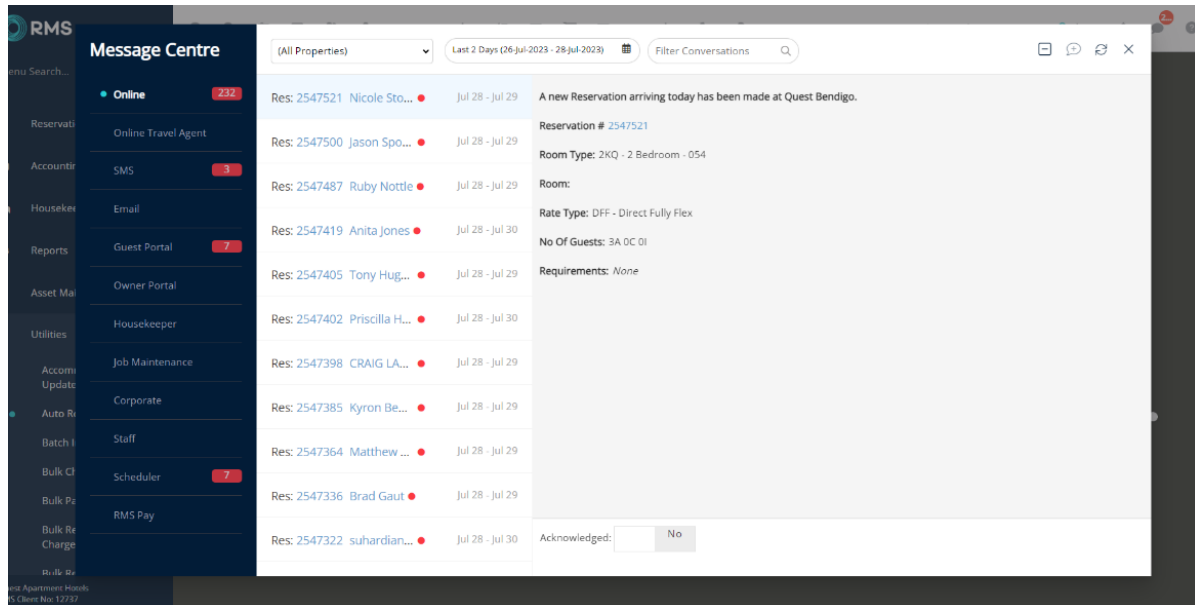 RMS
Menu Search...
Reservati
Accountin
Houseke
Reports
Asset Ma
Utilities
Accom
Update
Auto Re
Batch I
Bulk Ch
Bulk Pa
Bulk Re
Charge
Bulk Re
uest Apartment Hotels
MS Client No: 12737
Message Centre
Online 232
Online Travel Agent
SMS 3
Email
Guest Portal 7
Owner Portal
Housekeeper
Job Maintenance
Corporate
Staff
Scheduler 7
RMS Pay
(All Properties) Last 2 Days (26-Jul-2023 - 28-Jul-2023) Filter Conversations
Res: 2547521 Nicole Sto... Jul 28 - Jul 29
Res: 2547500 Jason Spo... Jul 28 - Jul 29
Res: 2547487 Ruby Nottle Jul 28 - Jul 29
Res: 2547419 Anita Jones Jul 28 - Jul 30
Res: 2547405 Tony Hug... Jul 28 - Jul 29
Res: 2547402 Priscilla H... Jul 28 - Jul 30
Res: 2547398 CRAIG LA... Jul 28 - Jul 29
Res: 2547385 Kyron Be... Jul 28 - Jul 29
Res: 2547364 Matthew ... Jul 28 - Jul 29
Res: 2547336 Brad Gaut Jul 28 - Jul 29
Res: 2547322 suhardian... Jul 28 - Jul 30
A new Reservation arriving today has been made at Quest Bendigo.
Reservation # 2547521
Room Type: 2KQ - 2 Bedroom - 054
Room:
Rate Type: DFF - Direct Fully Flex
No Of Guests: 3A 0C 0I
Requirements: None
Acknowledged: No